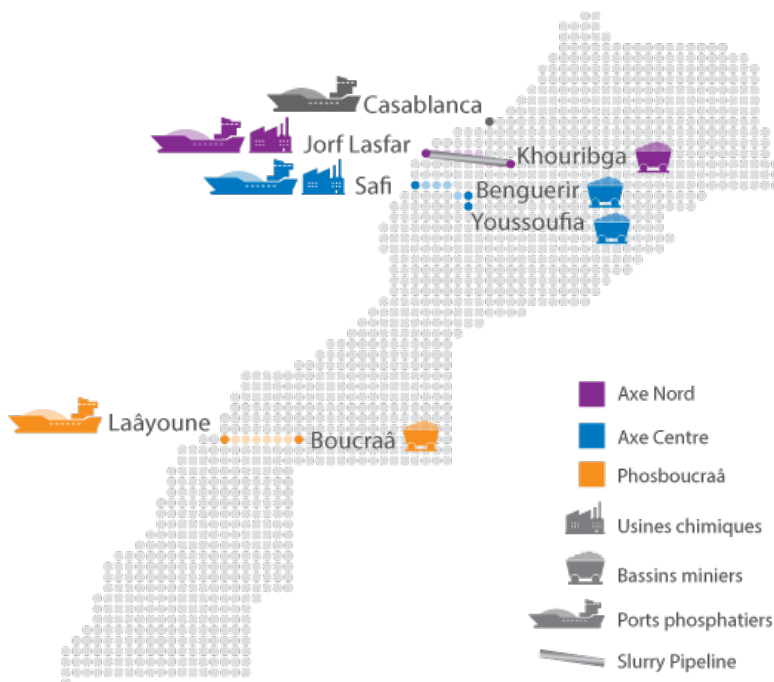 Casablanca
Jorf Lasfar
Khouribga
Safi
Benguerir
Youssoufia
Laâyoune
Boucraâ
Axe Nord
Axe Centre
Phosboucraâ
Usines chimiques
Bassins miniers
Ports phosphatiers
Slurry Pipeline